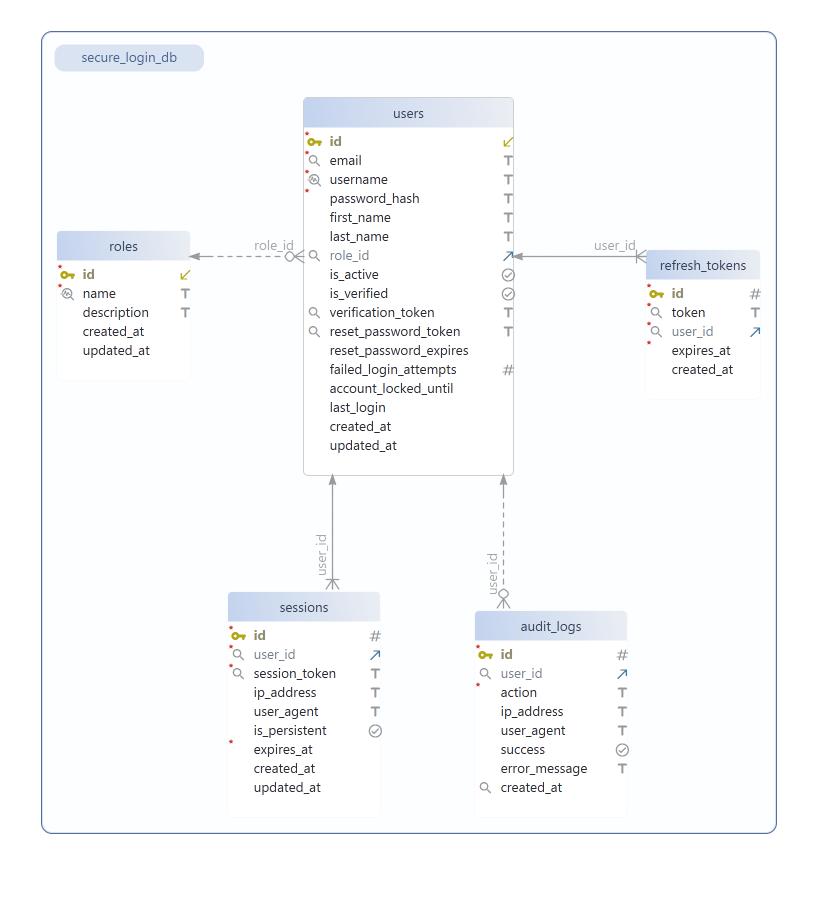 secure_login_db
users
id
email
username
password_hash
first_name
last_name
role_id
is_active
is_verified
verification_token
reset_password_token
reset_password_expires
failed_login_attempts
account_locked_until
last_login
created_at
updated_at
roles
id
name
description
created_at
updated_at
role_id
user_id
refresh_tokens
id
#
token
user_id
expires_at
created_at
#
user_id
user_id
sessions
id
#
user_id
session_token
ip_address
user_agent
is_persistent
expires_at
created_at
updated_at
audit_logs
id
#
user_id
action
ip_address
user_agent
success
error_message
created_at